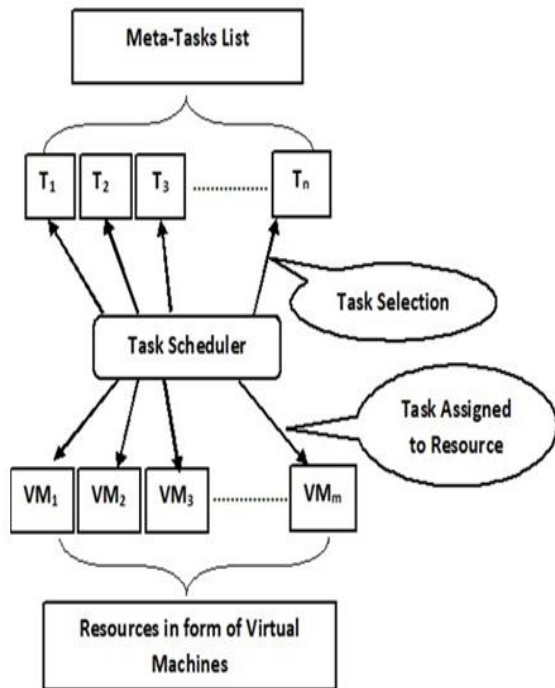 Meta-Tasks List
T₁ T₂ T₃ .................. Tₙ
Task Selection
Task Scheduler
Task Assigned
to Resource
VM₁ VM₂ VM₃ .................. VMₘ
Resources in form of Virtual
Machines